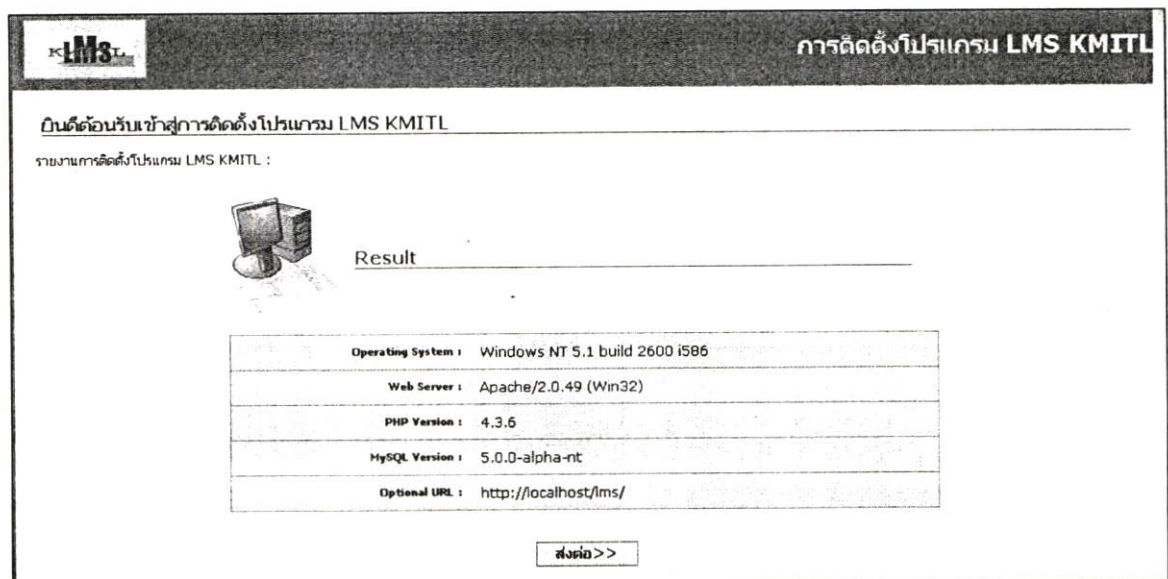 KLMSL
การติดตั้งโปรแกรม LMS KMITL
ยินดีต้อนรับเข้าสู่การติดตั้งโปรแกรม LMS KMITL
รายงานการติดตั้งโปรแกรม LMS KMITL :
Result
Operating System : Windows NT 5.1 build 2600 i586
Web Server : Apache/2.0.49 (Win32)
PHP Version : 4.3.6
MySQL Version : 5.0.0-alpha-nt
Optional URL : http://localhost/lms/
ส่งต่อ>>